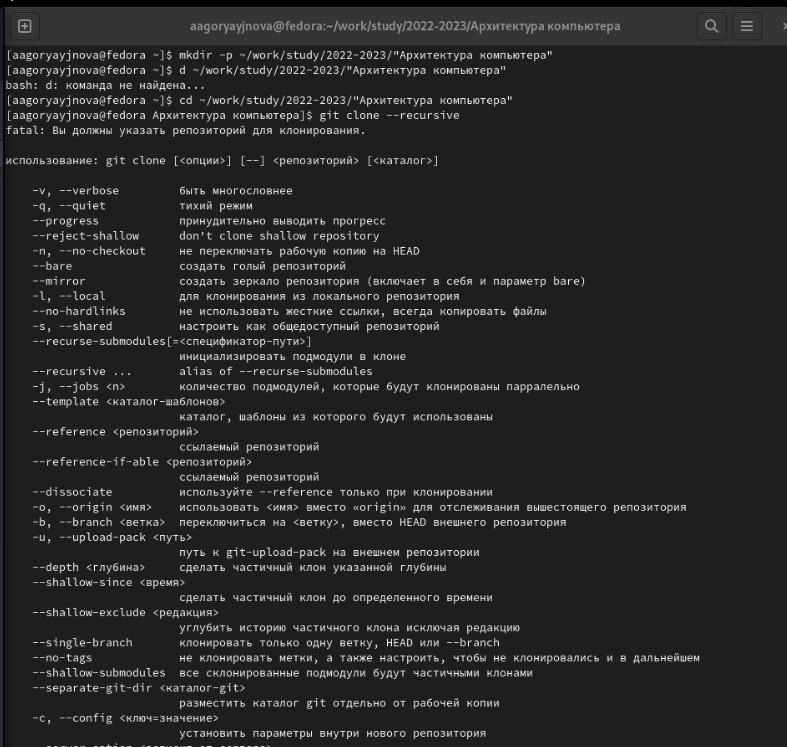 aagoryayjnova@fedora:~/work/study/2022-2023/Архитектура компьютера
[aagoryayjnova@fedora ~]$ mkdir -p ~/work/study/2022-2023/"Архитектура компьютера"
[aagoryayjnova@fedora ~]$ d ~/work/study/2022-2023/"Архитектура компьютера"
bash: d: команда не найдена...
[aagoryayjnova@fedora ~]$ cd ~/work/study/2022-2023/"Архитектура компьютера"
[aagoryayjnova@fedora Архитектура компьютера]$ git clone --recursive
fatal: Вы должны указать репозиторий для клонирования.
использование: git clone [<опции>] [--] <репозиторий> [<каталог>]
-v, --verbose быть многословнее
-q, --quiet тихий режим
--progress принудительно выводить прогресс
--reject-shallow don't clone shallow repository
-n, --no-checkout не переключать рабочую копию на HEAD
--bare создать голый репозиторий
--mirror создать зеркало репозитория (включает в себя и параметр bare)
-l, --local для клонирования из локального репозитория
--no-hardlinks не использовать жесткие ссылки, всегда копировать файлы
-s, --shared настроить как общедоступный репозиторий
--recurse-submodules[=<спецификатор-пути>]
инициализировать подмодули в клоне
--recursive ... alias of --recurse-submodules
-j, --jobs <n> количество подмодулей, которые будут клонированы парралельно
--template <каталог-шаблонов>
каталог, шаблоны из которого будут использованы
--reference <репозиторий>
ссылаемый репозиторий
--reference-if-able <репозиторий>
ссылаемый репозиторий
--dissociate используйте --reference только при клонировании
-o, --origin <имя> использовать <имя> вместо «origin» для отслеживания вышестоящего репозитория
-b, --branch <ветка> переключиться на <ветку>, вместо HEAD внешнего репозитория
-u, --upload-pack <путь>
путь к git-upload-pack на внешнем репозитории
--depth <глубина> сделать частичный клон указанной глубины
--shallow-since <время>
сделать частичный клон до определенного времени
--shallow-exclude <редакция>
углубить историю частичного клона исключая редакцию
--single-branch клонировать только одну ветку, HEAD или --branch
--no-tags не клонировать метки, а также настроить, чтобы не клонировались и в дальнейшем
--shallow-submodules все склонированные подмодули будут частичными клонами
--separate-git-dir <каталог-git>
разместить каталог git отдельно от рабочей копии
-c, --config <ключ=значение>
установить параметры внутри нового репозитория